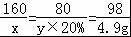 160/x = 80/(y×20%) = 98/4.9g